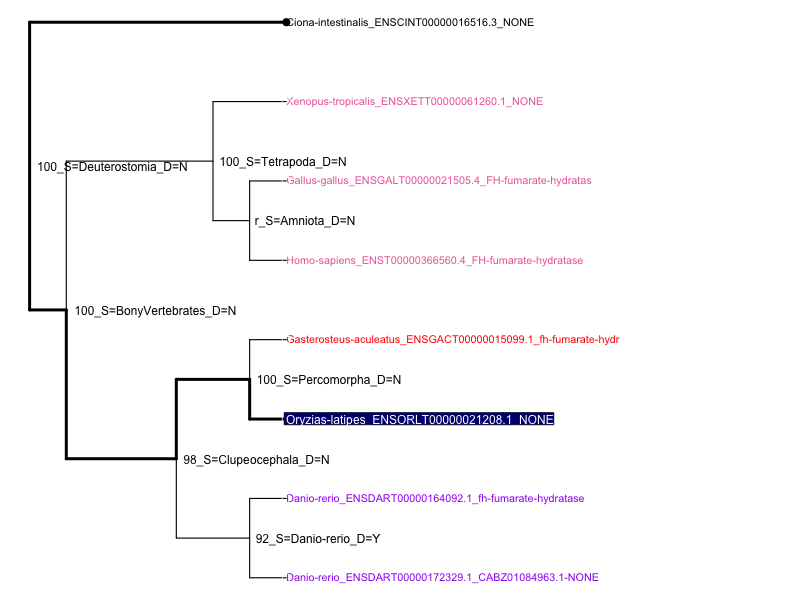 Ciona-intestinalis_ENSCINT00000016516.3_NONE
Xenopus-tropicalis_ENSXETT00000061260.1_NONE
100_S=Tetrapoda_D=N
100_S=Deuterostomia_D=N
Gallus-gallus_ENSGALT00000021505.4_FH-fumarate-hydratas
r_S=Amniota_D=N
Homo-sapiens_ENST00000366560.4_FH-fumarate-hydratase
100_S=BonyVertebrates_D=N
Gasterosteus-aculeatus_ENSGACT00000015099.1_fh-fumarate-hydr
100_S=Percomorpha_D=N
Oryzias-latipes_ENSORLT00000021208.1_NONE
98_S=Clupeocephala_D=N
Danio-rerio_ENSDART00000164092.1_fh-fumarate-hydratase
92_S=Danio-rerio_D=Y
Danio-rerio_ENSDART00000172329.1_CABZ01084963.1-NONE